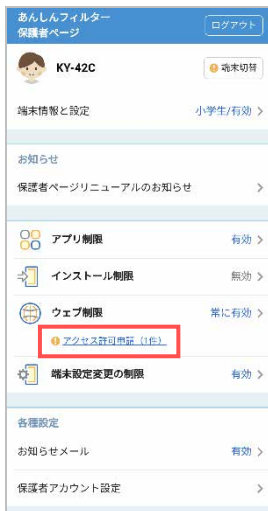 あんしんフィルター
保護者ページ
ログアウト
KY-42C
端末切替
端末情報と設定
小学生/有効
お知らせ
保護者ページリニューアルのお知らせ
アプリ制限
有効
インストール制限
無効
ウェブ制限
常に有効
アクセス許可申請（1件）
端末設定変更の制限
有効
各種設定
お知らせメール
有効
保護者アカウント設定